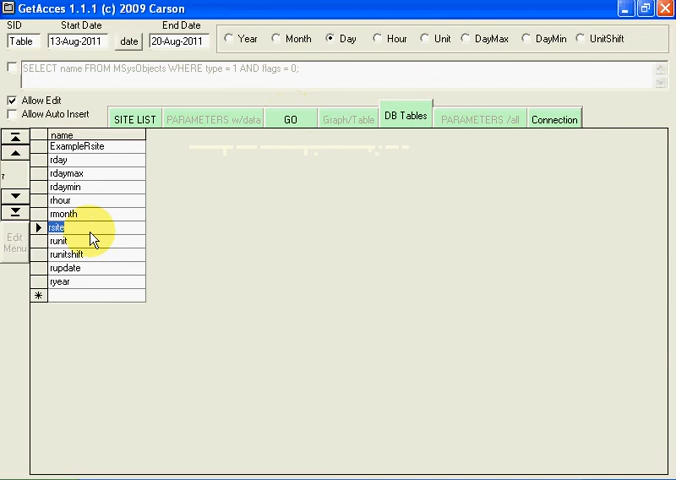 GetAcces 1.1.1 (c) 2009 Carson
SID Start Date End Date
Table 13-Aug-2011 date 20-Aug-2011 Year Month Day Hour Unit DayMax DayMin UnitShift
SELECT name FROM MSysObjects WHERE type = 1 AND flags = 0;
Allow Edit
Allow Auto Insert
SITE LIST PARAMETERS w/data GO Graph/Table DB Tables PARAMETERS /all Connection
name
ExampleRsite
rday
rdaymax
rdaymin
rhour
rmonth
rsite
runit
runitshift
rupdate
ryear
?
Edit
Menu